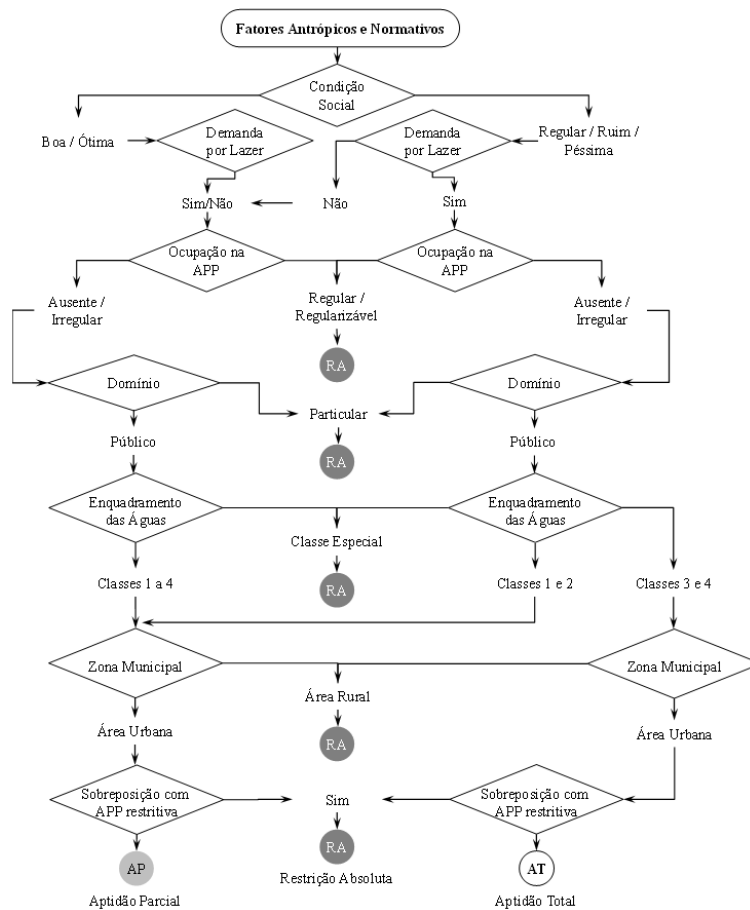 Fatores Antrópicos e Normativos
Condição
Social
Boa / Ótima
Demanda
por Lazer
Demanda
por Lazer
Regular / Ruim /
Péssima
Sim/Não
Não
Sim
Ocupação na
APP
Ocupação na
APP
Ausente /
Irregular
Regular /
Regularizável
Ausente /
Irregular
RA
Domínio
Domínio
Particular
Público
Público
RA
Enquadramento
das Águas
Enquadramento
das Águas
Classe Especial
Classes 1 a 4
RA
Classes 1 e 2
Classes 3 e 4
Zona Municipal
Zona Municipal
Área Rural
Área Urbana
RA
Área Urbana
Sobreposição com
APP restritiva
Sim
Sobreposição com
APP restritiva
AP
RA
AT
Aptidão Parcial
Restrição Absoluta
Aptidão Total